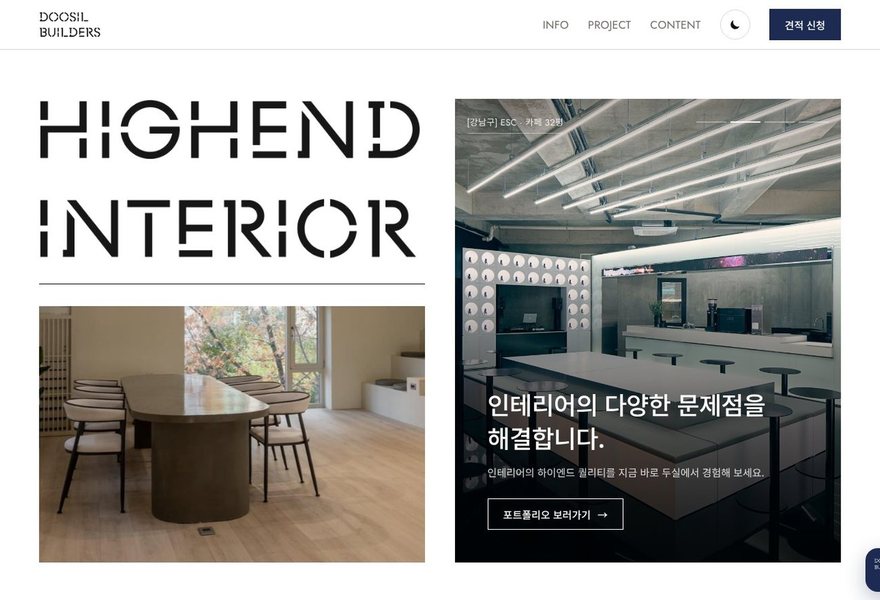 DOOSIL
BUILDERS
INFO
PROJECT
CONTENT
견적 신청
HIGHEND
INTERIOR
[강남구] ESC · 카페 32평
인테리어의 다양한 문제점을
해결합니다.
인테리어의 하이엔드 퀄리티를 지금 바로 두실에서 경험해 보세요.
포트폴리오 보러가기 →